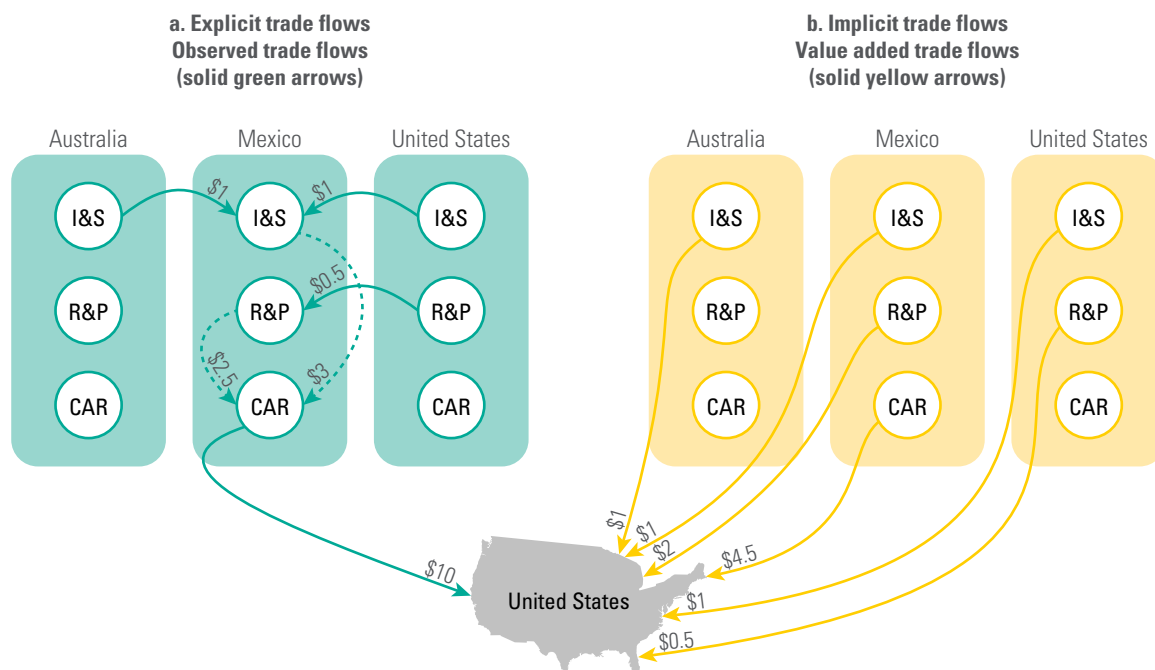 a. Explicit trade flows
Observed trade flows
(solid green arrows)
b. Implicit trade flows
Value added trade flows
(solid yellow arrows)
Australia
Mexico
United States
Australia
Mexico
United States
I&S
$1
I&S
$1
I&S
I&S
I&S
I&S
R&P
R&P
$0.5
R&P
R&P
R&P
R&P
$2.5
$3
CAR
CAR
CAR
CAR
CAR
CAR
$10
$1
$1
$2
$4.5
$1
$0.5
United States